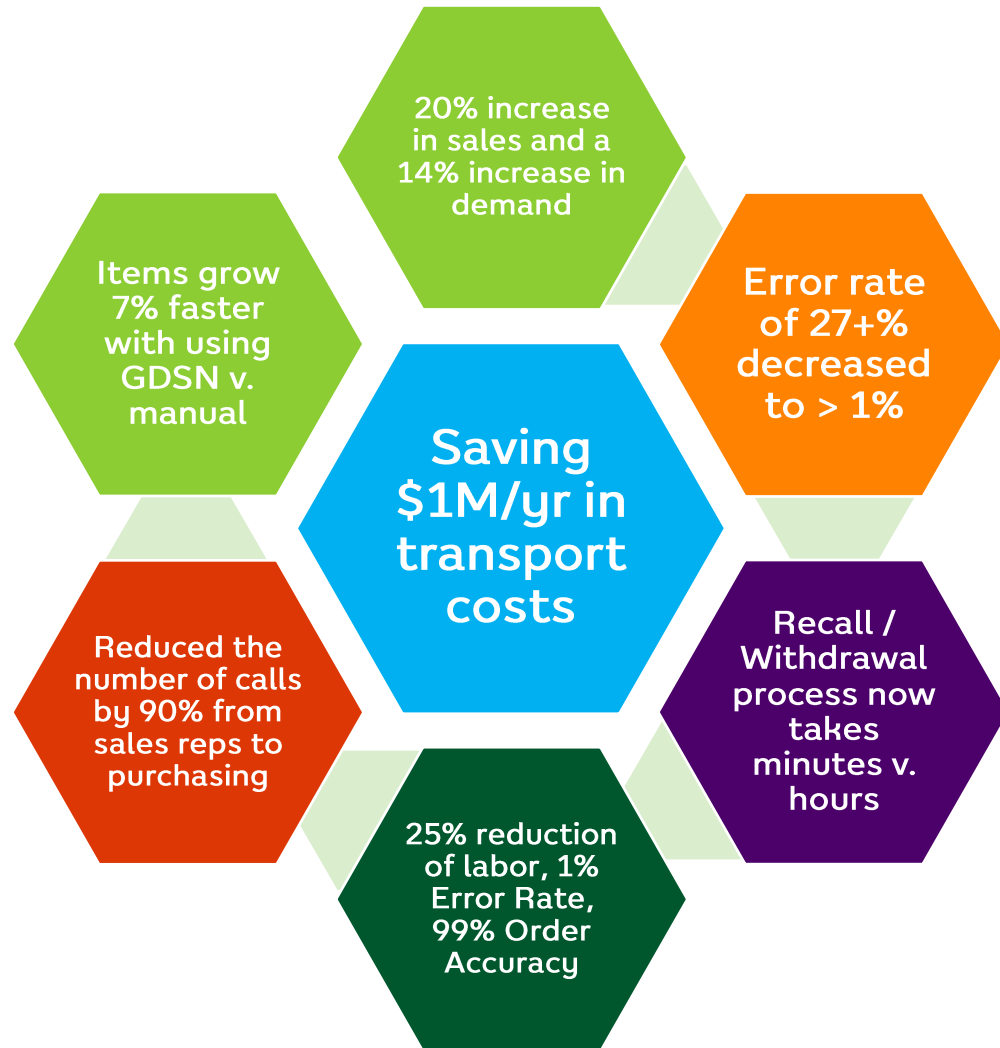 20% increase
in sales and a
14% increase in
demand
Error rate
of 27+%
decreased
to > 1%
Recall /
Withdrawal
process now
takes
minutes v.
hours
25% reduction
of labor, 1%
Error Rate,
99% Order
Accuracy
Reduced the
number of calls
by 90% from
sales reps to
purchasing
Items grow
7% faster
with using
GDSN v.
manual
Saving
$1M/yr in
transport
costs